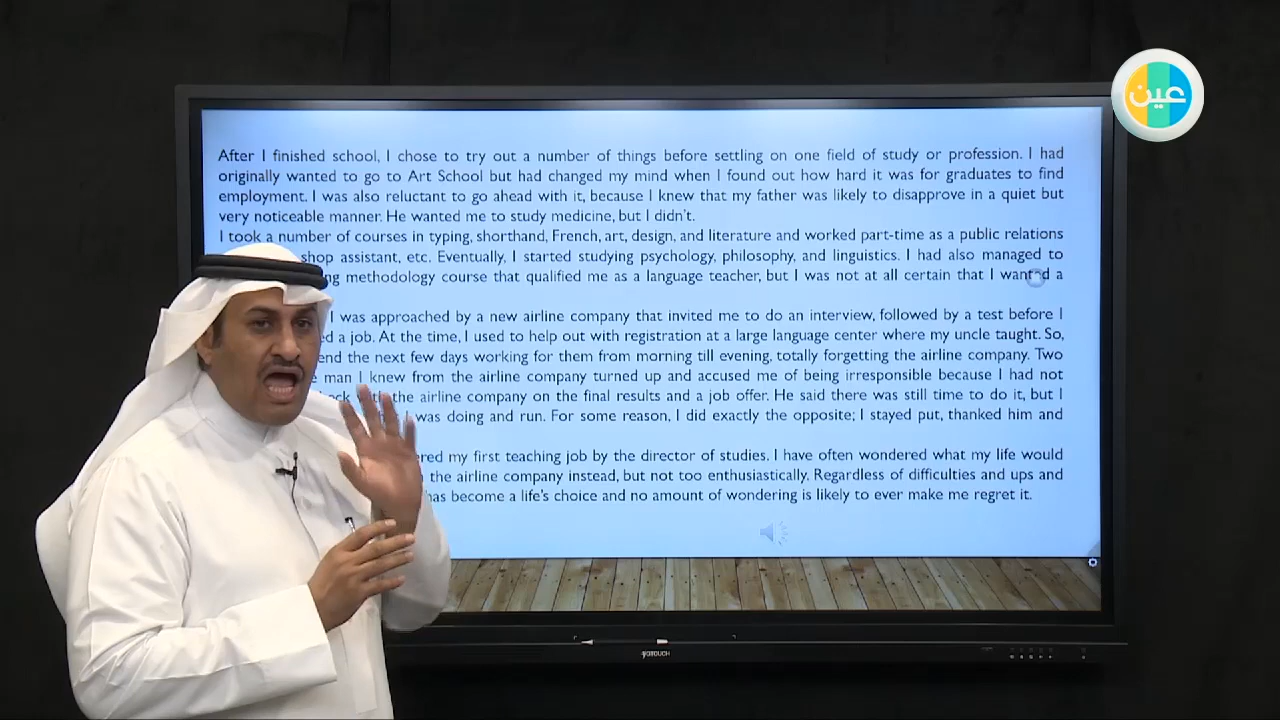 عين
After I finished school, I chose to try out a number of things before settling on one field of study or profession. I had
originally wanted to go to Art School but had changed my mind when I found out how hard it was for graduates to find
employment. I was also reluctant to go ahead with it, because I knew that my father was likely to disapprove in a quiet but
very noticeable manner. He wanted me to study medicine, but I didn't.
I took a number of courses in typing, shorthand, French, art, design, and literature and worked part-time as a public relations
shop assistant, etc. Eventually, I started studying psychology, philosophy, and linguistics. I had also managed to
methodology course that qualified me as a language teacher, but I was not at all certain that I wanted a
I was approached by a new airline company that invited me to do an interview, followed by a test before I
a job. At the time, I used to help out with registration at a large language center where my uncle taught. So,
the next few days working for them from morning till evening, totally forgetting the airline company. Two
man I knew from the airline company turned up and accused me of being irresponsible because I had not
with the airline company on the final results and a job offer. He said there was still time to do it, but I
I was doing and run. For some reason, I did exactly the opposite; I stayed put, thanked him and
my first teaching job by the director of studies. I have often wondered what my life would
the airline company instead, but not too enthusiastically. Regardless of difficulties and ups and
has become a life's choice and no amount of wondering is likely to ever make me regret it.